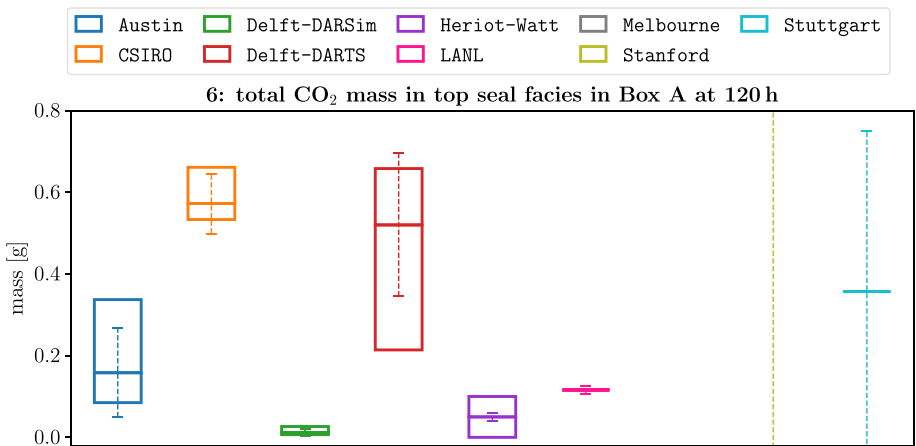 Austin Delft-DARSim Heriot-Watt Melbourne Stuttgart
CSIRO Delft-DARTS LANL Stanford
6: total CO₂ mass in top seal facies in Box A at 120 h
0.8
0.6
0.4
0.2
0.0
mass [g]